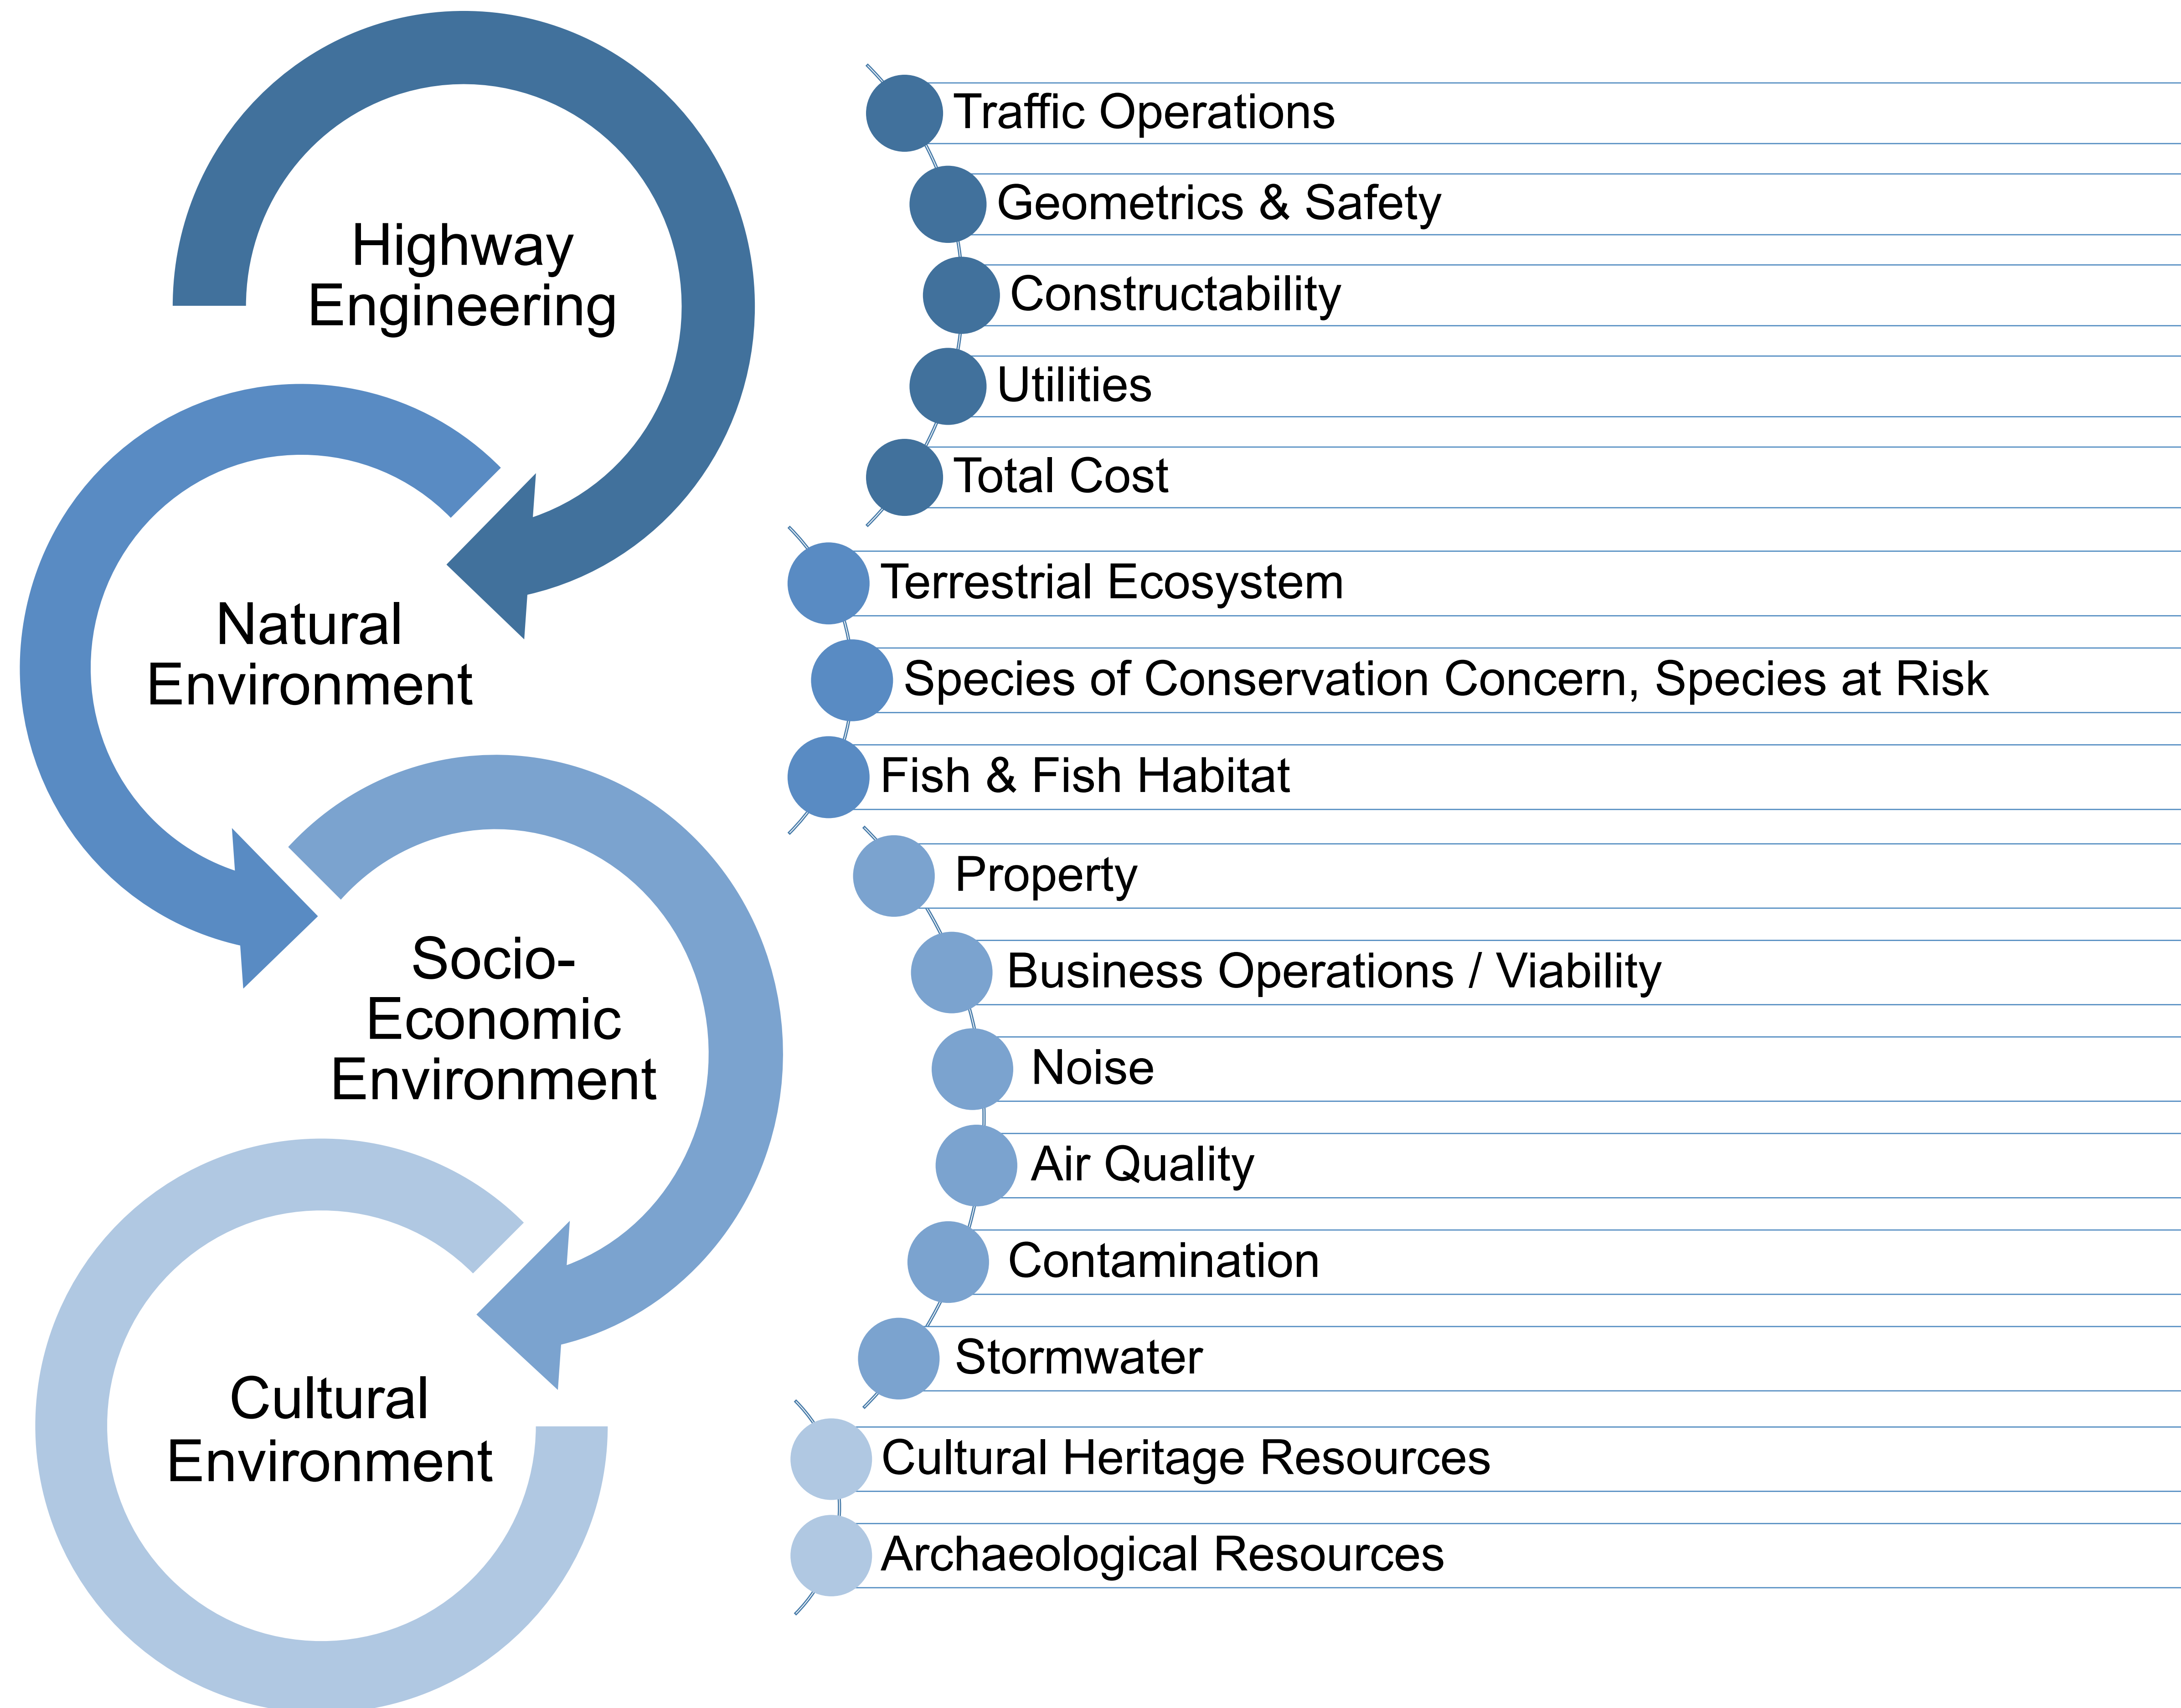 Highway
Engineering
Traffic Operations
Geometrics & Safety
Constructability
Utilities
Total Cost
Natural
Environment
Terrestrial Ecosystem
Species of Conservation Concern, Species at Risk
Fish & Fish Habitat
Socio-
Economic
Environment
Property
Business Operations / Viability
Noise
Air Quality
Contamination
Stormwater
Cultural
Environment
Cultural Heritage Resources
Archaeological Resources